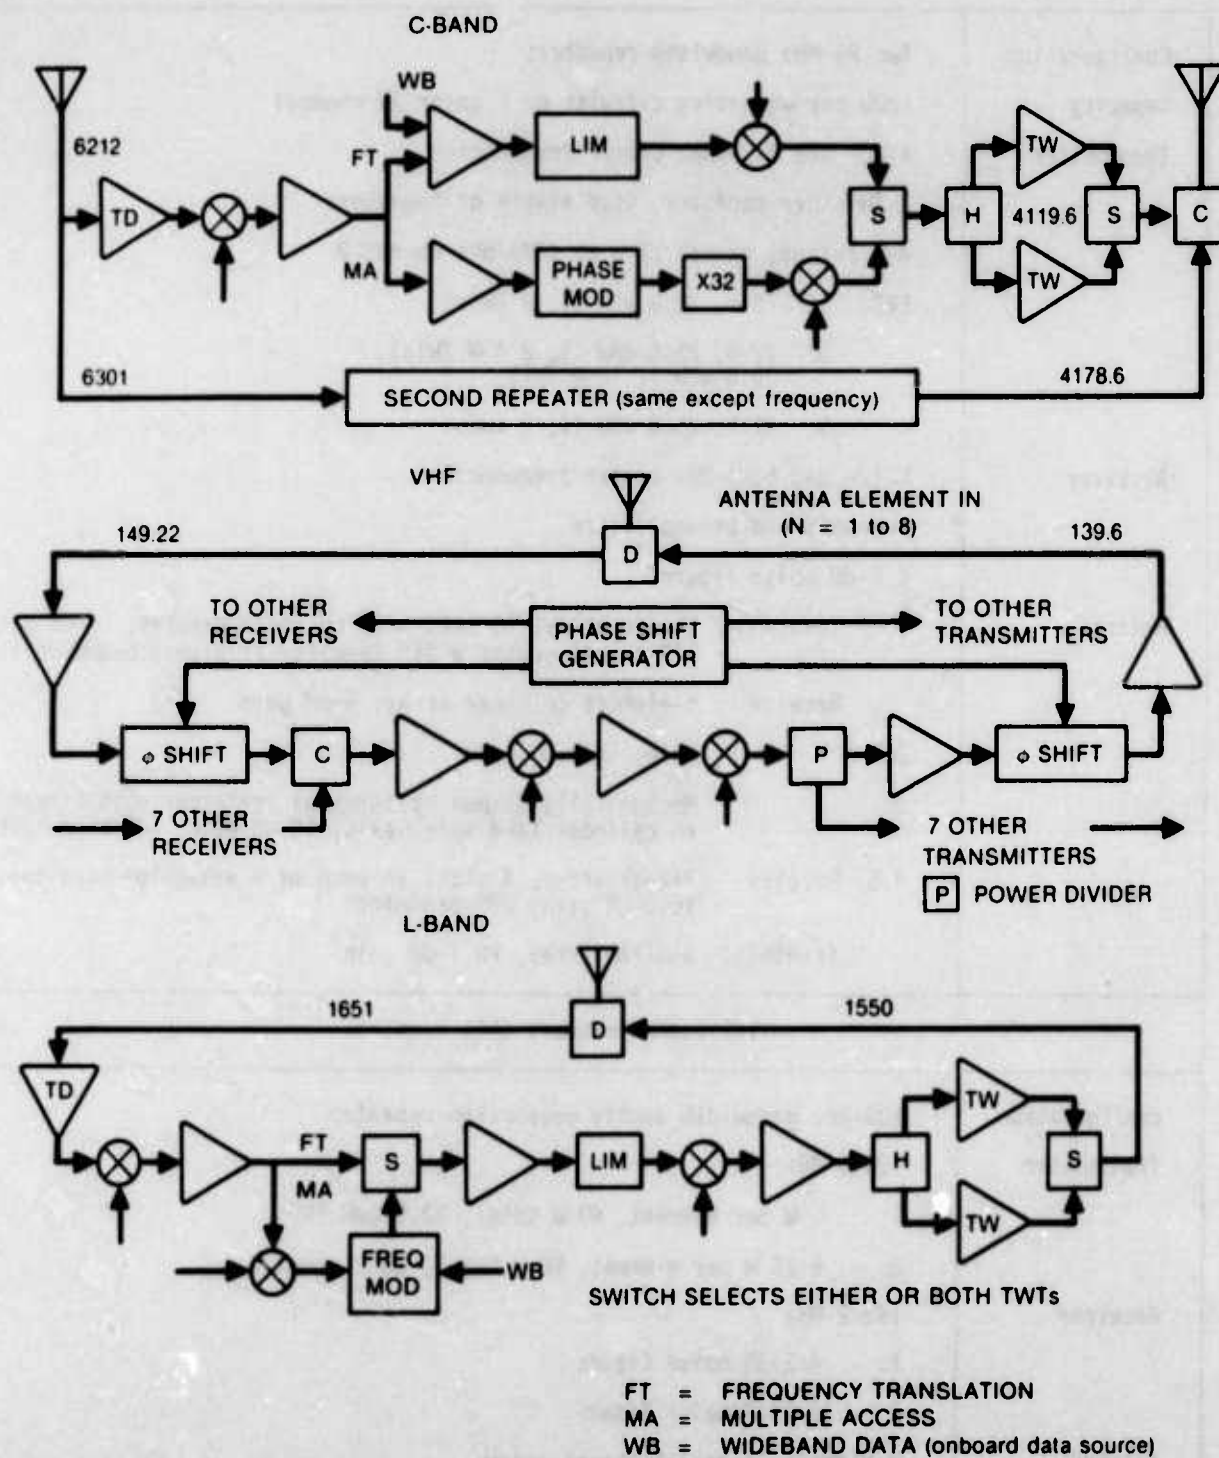 C-BAND
WB
6212
LIM
TW
FT
TD
S
H
4119.6
S
C
MA
PHASE
MOD
X32
TW
6301
4178.6
SECOND REPEATER (same except frequency)
VHF
ANTENNA ELEMENT IN
(N = 1 to 8)
149.22
139.6
D
TO OTHER
RECEIVERS
PHASE SHIFT
GENERATOR
TO OTHER
TRANSMITTERS
φ SHIFT
C
P
φ SHIFT
7 OTHER
RECEIVERS
7 OTHER
TRANSMITTERS
P POWER DIVIDER
L-BAND
1651
1550
D
TD
TW
FT
S
LIM
H
S
MA
FREQ
MOD
WB
TW
SWITCH SELECTS EITHER OR BOTH TWTs
FT = FREQUENCY TRANSLATION
MA = MULTIPLE ACCESS
WB = WIDEBAND DATA (onboard data source)